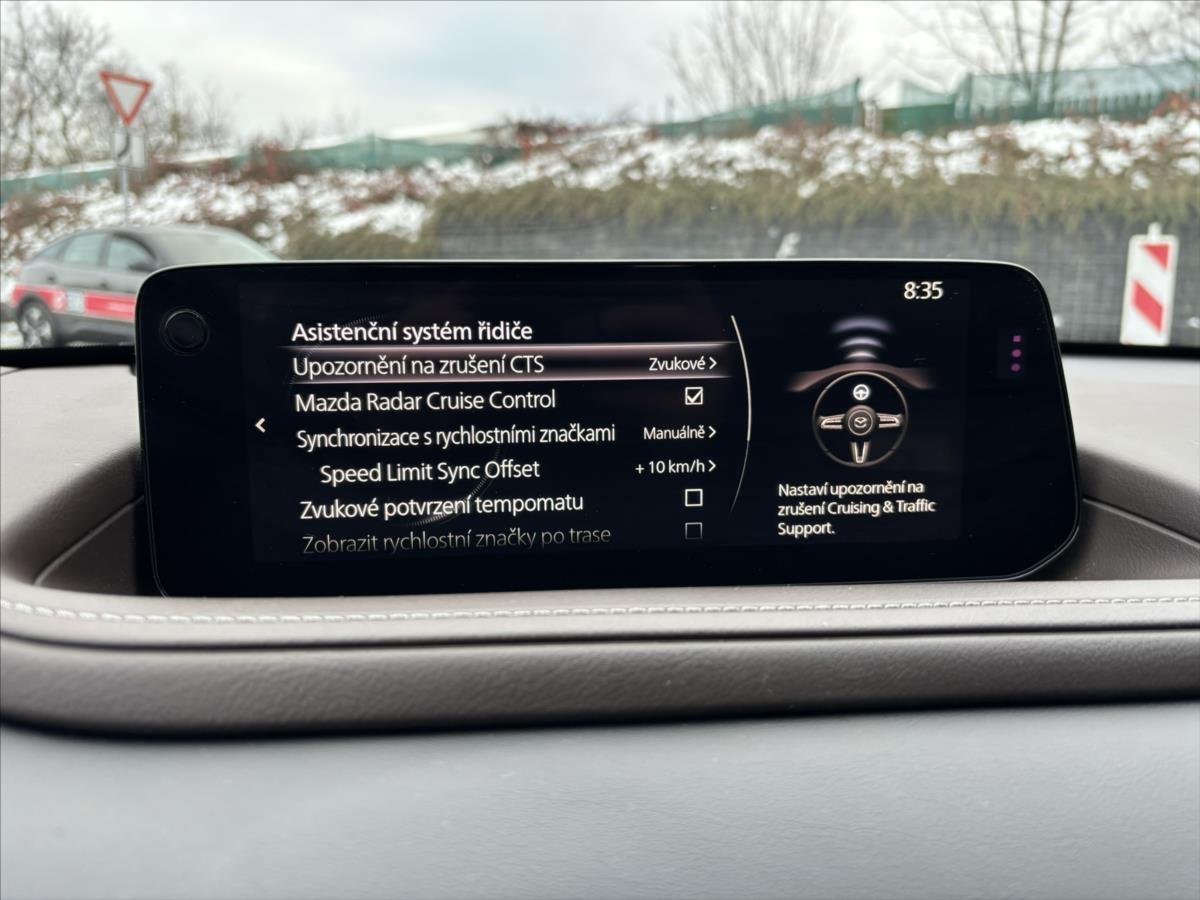 8:35
Asistenční systém řidiče
Upozornění na zrušení CTS Zvukové
Mazda Radar Cruise Control
Synchronizace s rychlostními značkami Manuálně
Speed Limit Sync Offset + 10 km/h
Zvukové potvrzení tempomatu
Zobrazit rychlostní značky po trase
Nastaví upozornění na
zrušení Cruising & Traffic
Support.